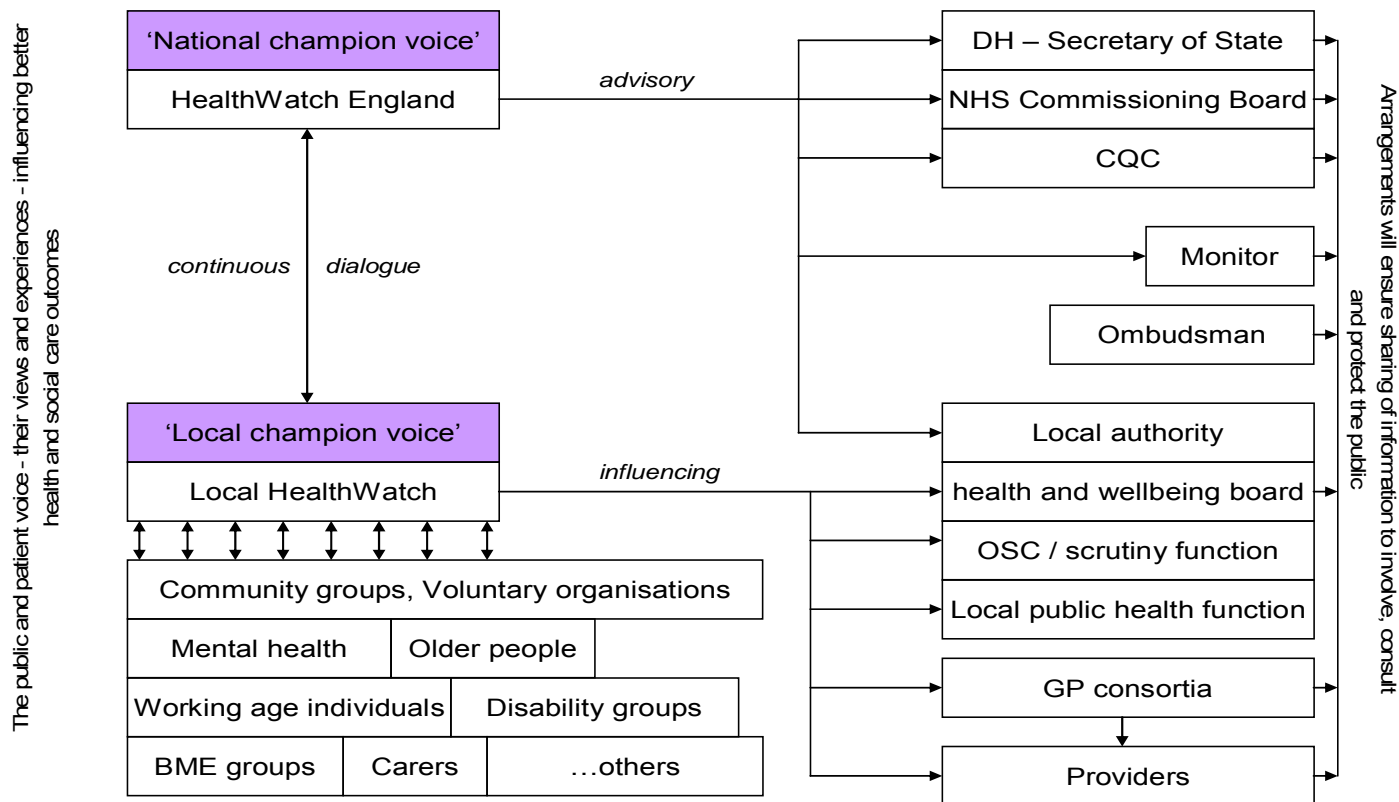 The public and patient voice - their views and experiences - influencing better
health and social care outcomes
‘National champion voice’
HealthWatch England
advisory
continuous
dialogue
‘Local champion voice’
Local HealthWatch
influencing
Community groups, Voluntary organisations
Mental health
Older people
Working age individuals
Disability groups
BME groups
Carers
…others
DH – Secretary of State
NHS Commissioning Board
CQC
Monitor
Ombudsman
Local authority
health and wellbeing board
OSC / scrutiny function
Local public health function
GP consortia
Providers
Arrangements will ensure sharing of information to involve, consult
and protect the public